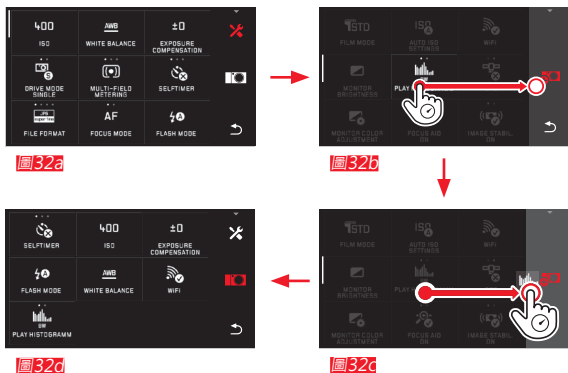 400 AWB ±0
ISO WHITE BALANCE EXPOSURE
COMPENSATION
S
DRIVE MODE MULTI-FIELD SELFTIMER
SINGLE METERING
JPG
super fine AF A
FILE FORMAT FOCUS MODE FLASH MODE
圖32a
STD ISO
FILM MODE AUTO ISO WIFI
SETTINGS
MONITOR PLAY
BRIGHTNESS
MONITOR COLOR FOCUS AID IMAGE STABIL.
ADJUSTMENT ON ON
圖32b
400 ±0
SELFTIMER ISO EXPOSURE
COMPENSATION
A AWB
FLASH MODE WHITE BALANCE WIFI
UW
PLAY HISTOGRAMM
圖32d
STD ISO
FILM MODE AUTO ISO WIFI
SETTINGS
MONITOR PLAY
BRIGHTNESS
MONITOR COLOR FOCUS AID IMAGE STABIL.
ADJUSTMENT ON ON
圖32c